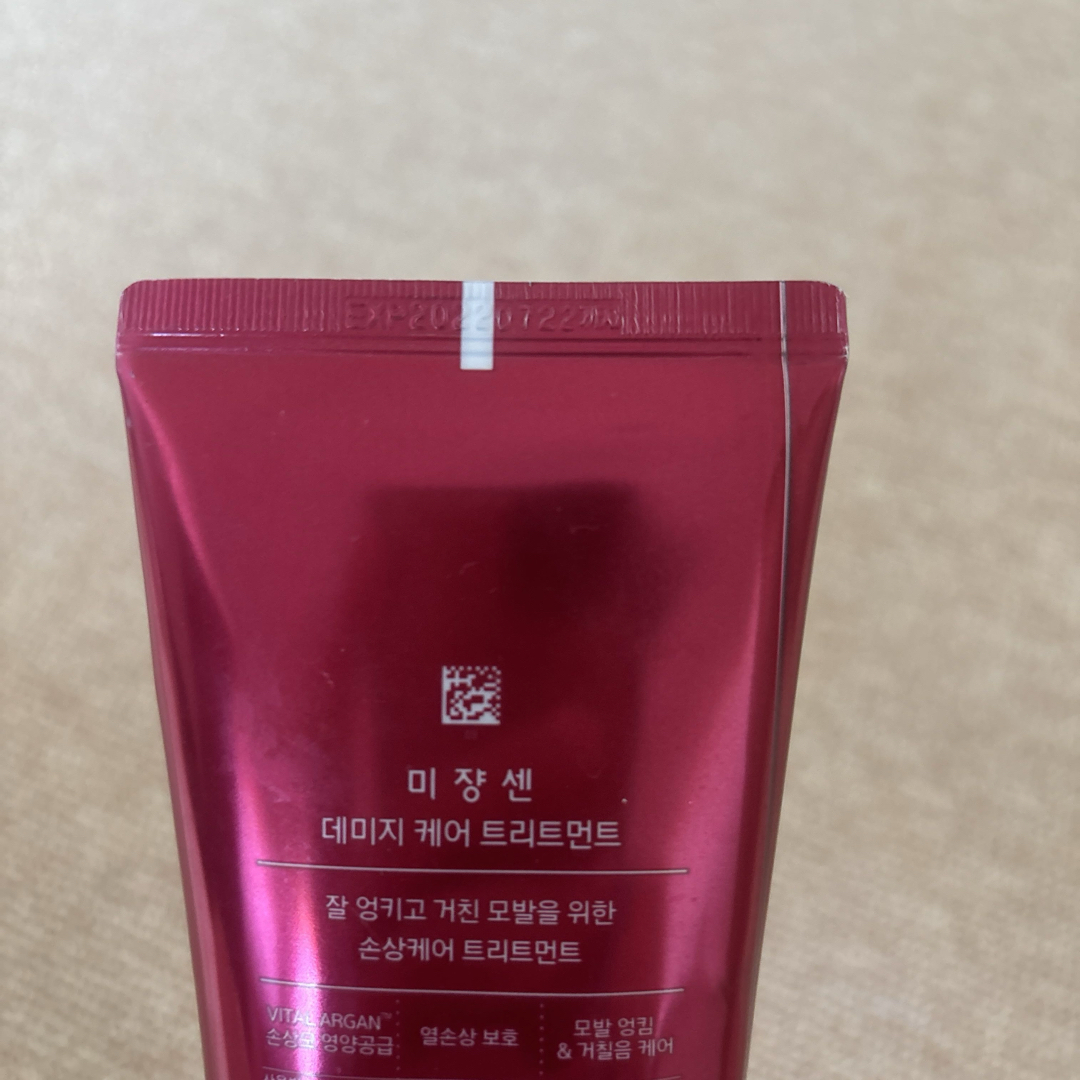 EXP20220722까지
미쟝센
데미지 케어 트리트먼트
잘 엉키고 거친 모발을 위한
손상케어 트리트먼트
VITAL ARGAN™
손상모 영양공급
열손상 보호
모발 엉킴
& 거칠음 케어